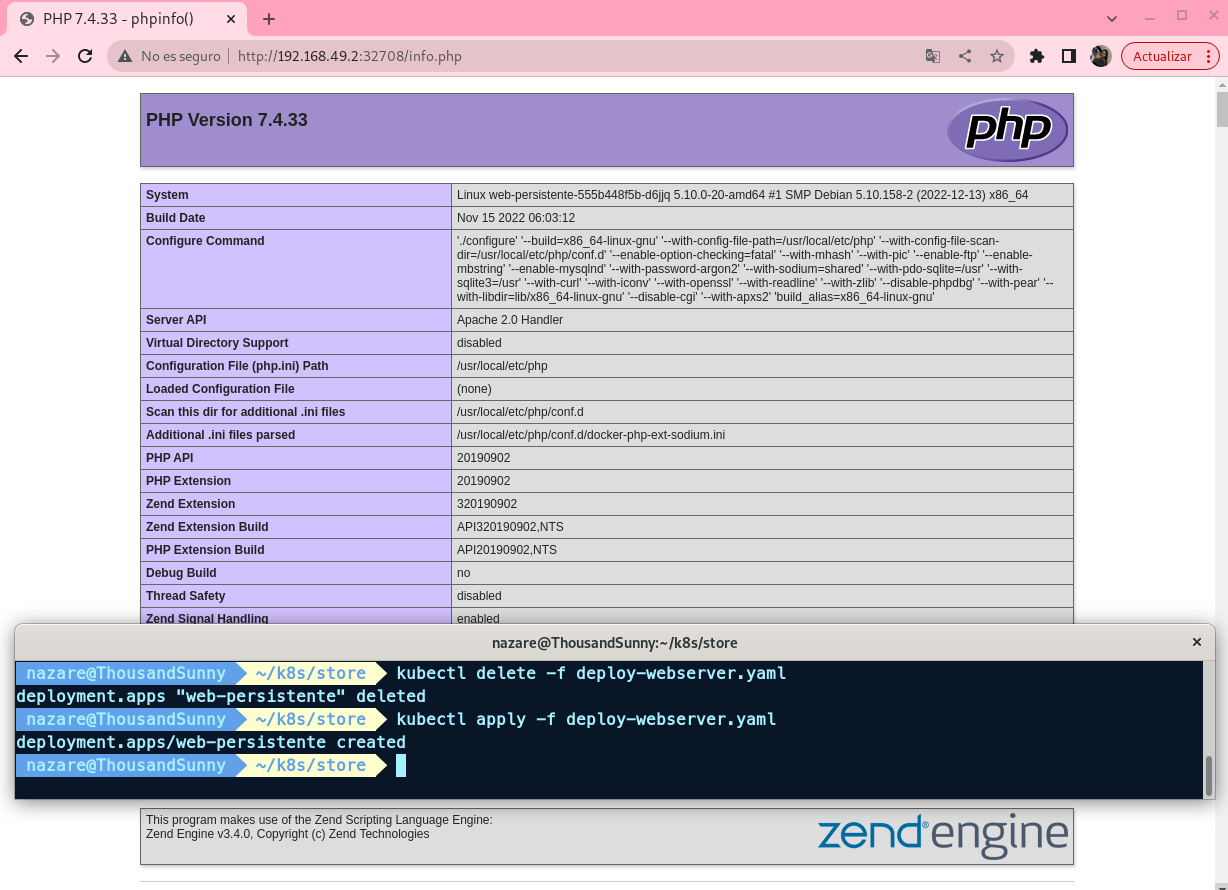 PHP 7.4.33 - phpinfo()
No es seguro http://192.168.49.2:32708/info.php
Actualizar
PHP Version 7.4.33
php
System Linux web-persistente-555b448f5b-d6jjq 5.10.0-20-amd64 #1 SMP Debian 5.10.158-2 (2022-12-13) x86_64
Build Date Nov 15 2022 06:03:12
Configure Command './configure' '--build=x86_64-linux-gnu' '--with-config-file-path=/usr/local/etc/php' '--with-config-file-scan-
dir=/usr/local/etc/php/conf.d' '--enable-option-checking=fatal' '--with-mhash' '--with-pic' '--enable-ftp' '--enable-
mbstring' '--enable-mysqlnd' '--with-password-argon2' '--with-sodium=shared' '--with-pdo-sqlite=/usr' '--with-
sqlite3=/usr' '--with-curl' '--with-iconv' '--with-openssl' '--with-readline' '--with-zlib' '--disable-phpdbg' '--with-pear' '--
with-libdir=lib/x86_64-linux-gnu' '--disable-cgi' '--with-apxs2' 'build_alias=x86_64-linux-gnu'
Server API Apache 2.0 Handler
Virtual Directory Support disabled
Configuration File (php.ini) Path /usr/local/etc/php
Loaded Configuration File (none)
Scan this dir for additional .ini files /usr/local/etc/php/conf.d
Additional .ini files parsed /usr/local/etc/php/conf.d/docker-php-ext-sodium.ini
PHP API 20190902
PHP Extension 20190902
Zend Extension 320190902
Zend Extension Build API320190902,NTS
PHP Extension Build API20190902,NTS
Debug Build no
Thread Safety disabled
Zend Signal Handling enabled
nazare@ThousandSunny:~/k8s/store
nazare@ThousandSunny ~/k8s/store kubectl delete -f deploy-webserver.yaml
deployment.apps "web-persistente" deleted
nazare@ThousandSunny ~/k8s/store kubectl apply -f deploy-webserver.yaml
deployment.apps/web-persistente created
nazare@ThousandSunny ~/k8s/store
This program makes use of the Zend Scripting Language Engine:
Zend Engine v3.4.0, Copyright (c) Zend Technologies
zend® engine